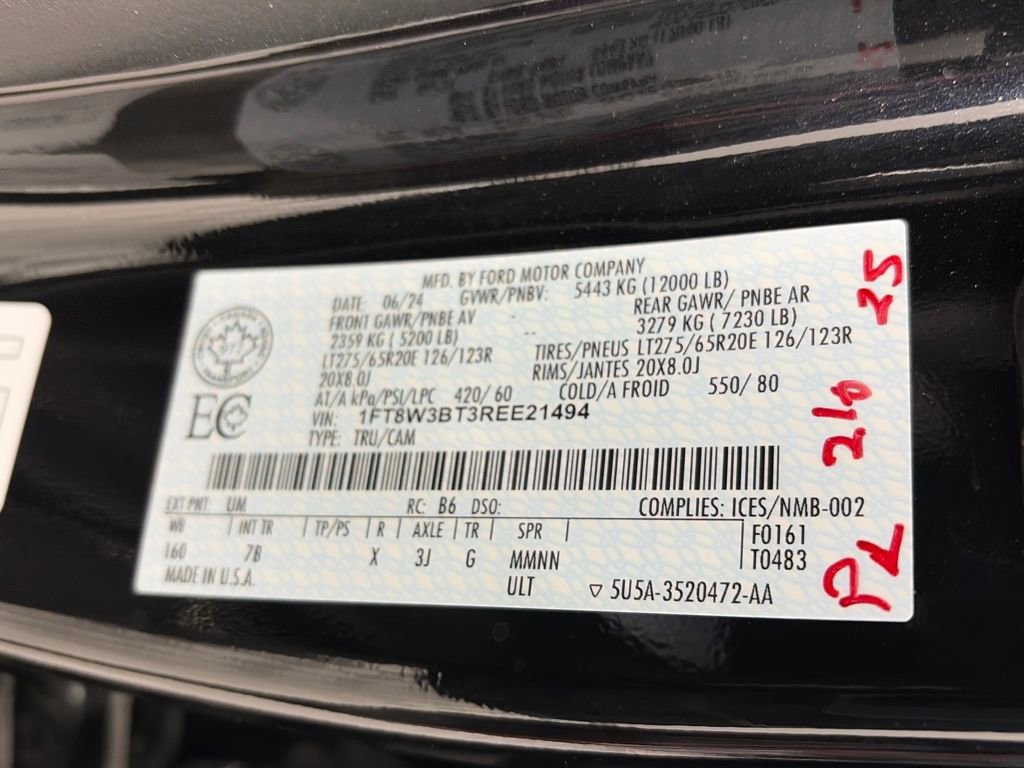 MFD. BY FORD MOTOR COMPANY
DATE: 06/24 GVWR/PNBV: 5443 KG (12000 LB)
FRONT GAWR/PNBE AV REAR GAWR/ PNBE AR
2359 KG ( 5200 LB) 3279 KG ( 7230 LB)
LT275/65R20E 126/123R TIRES/PNEUS LT275/65R20E 126/123R
20X8.0J RIMS/JANTES 20X8.0J
AT/A kPa/PSI/LPC 420/ 60 COLD/A FROID 550/ 80
VIN: 1FT8W3BT3REE21494
TYPE: TRU/CAM
EC
EXT PNT: UM RC: B6 DSO: COMPLIES: ICES/NMB-002
WB | INT TR | TP/PS | R | AXLE | TR | SPR | F0161
160 7B X 3J G MMNN T0483
MADE IN U.S.A. ULT ▽ 5U5A-3520472-AA
25